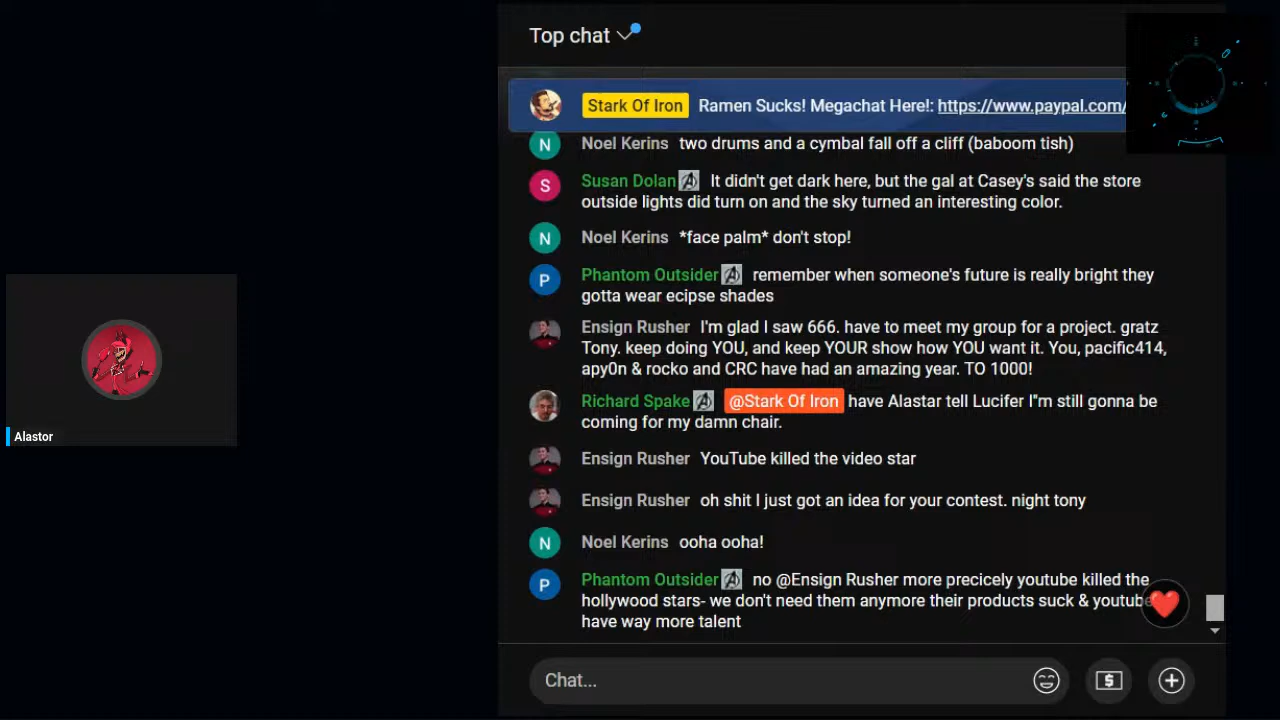 Top chat
Stark Of Iron Ramen Sucks! Megachat Here!: https://www.paypal.com/
N Noel Kerins two drums and a cymbal fall off a cliff (baboom tish)
S Susan Dolan It didn't get dark here, but the gal at Casey's said the store
outside lights did turn on and the sky turned an interesting color.
N Noel Kerins *face palm* don't stop!
P Phantom Outsider remember when someone's future is really bright they
gotta wear ecipse shades
Ensign Rusher I'm glad I saw 666. have to meet my group for a project. gratz
Tony. keep doing YOU, and keep YOUR show how YOU want it. You, pacific414,
apy0n & rocko and CRC have had an amazing year. TO 1000!
Richard Spake @Stark Of Iron have Alastar tell Lucifer I"m still gonna be
coming for my damn chair.
Alastor
Ensign Rusher YouTube killed the video star
Ensign Rusher oh shit I just got an idea for your contest. night tony
N Noel Kerins ooha ooha!
P Phantom Outsider no @Ensign Rusher more precicely youtube killed the
hollywood stars- we don't need them anymore their products suck & youtube
have way more talent
Chat...